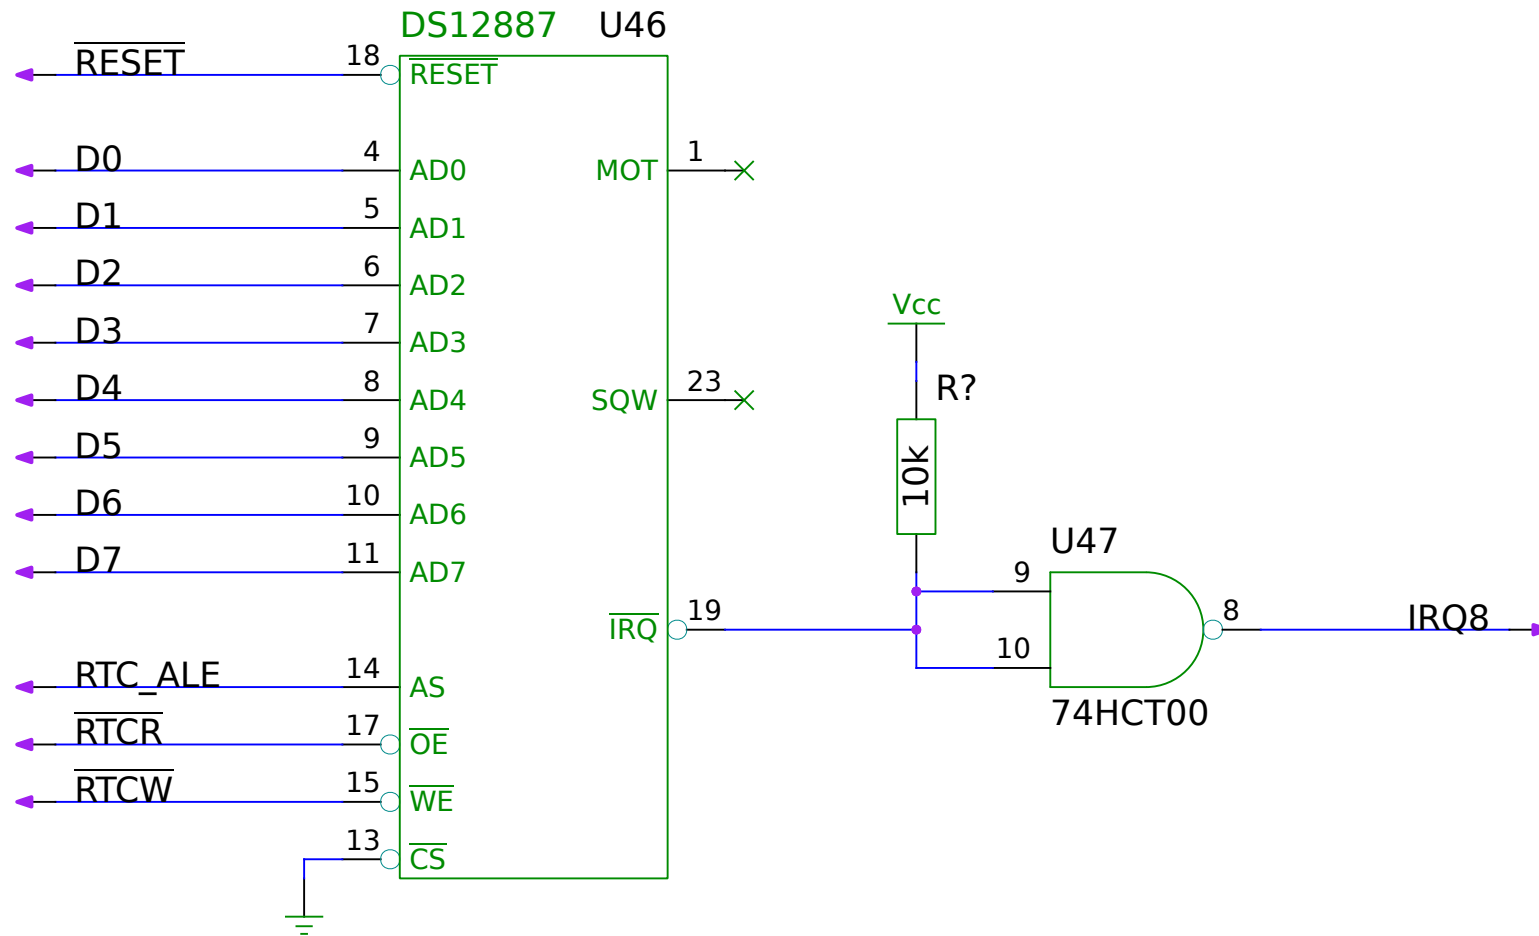 DS12887 U46
RESET 18 RESET
D0 4 AD0 MOT 1
D1 5 AD1
D2 6 AD2
Vcc
D3 7 AD3
D4 8 AD4 SQW 23 R?
D5 9 AD5
10k
D6 10 AD6
U47
D7 11 AD7 9
IRQ 19 8 IRQ8
10
RTC_ALE 14 AS
74HCT00
RTCR 17 OE
RTCW 15 WE
13 CS